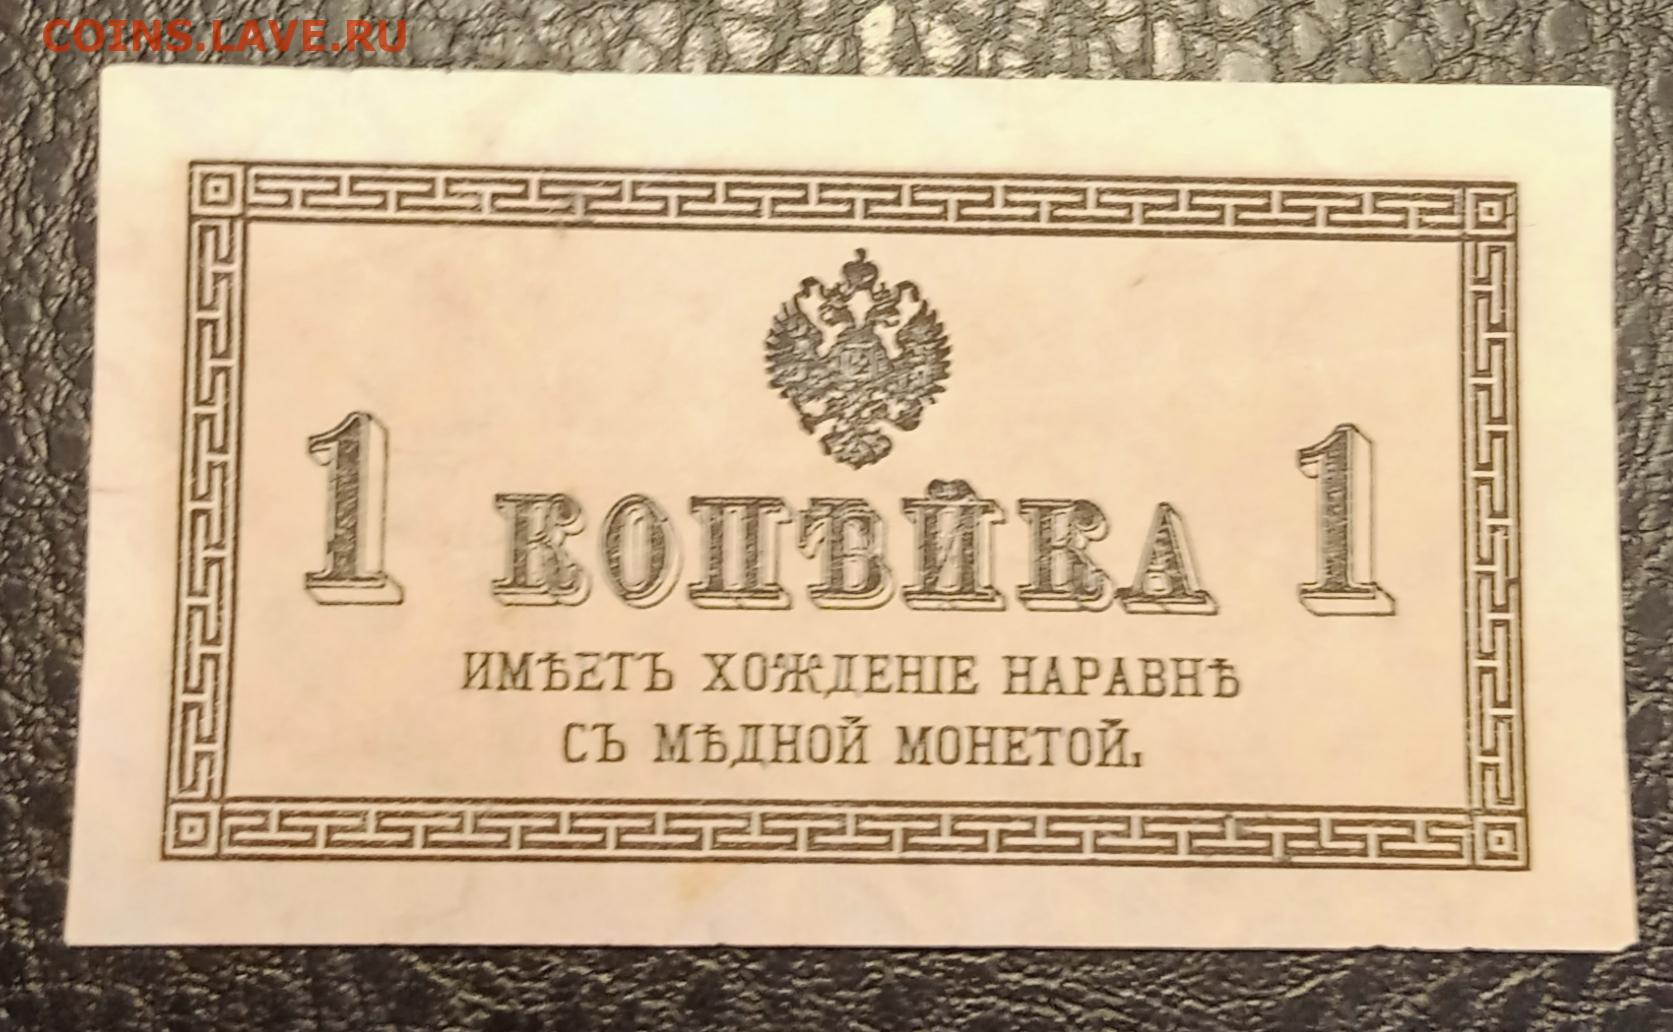 COINS.LAVE.RU
1 КОПѢЙКА 1
ИМѢЕТЪ ХОЖДЕНІЕ НАРАВНѢ
СЪ МѢДНОЙ МОНЕТОЙ.